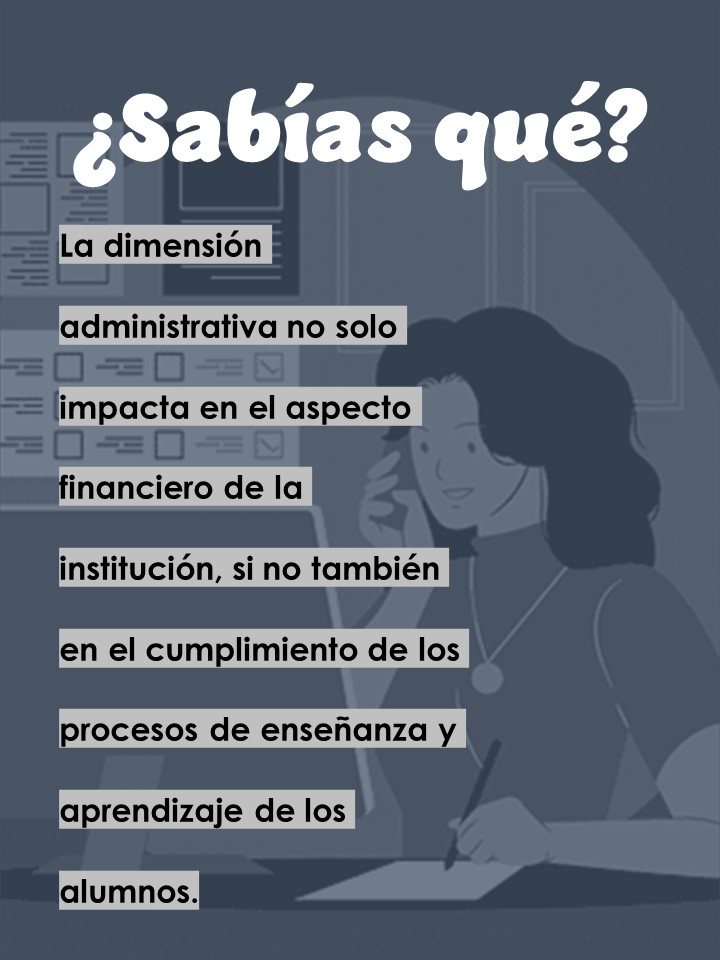 ¿Sabías qué?
La dimensión
administrativa no solo
impacta en el aspecto
financiero de la
institución, si no también
en el cumplimiento de los
procesos de enseñanza y
aprendizaje de los
alumnos.